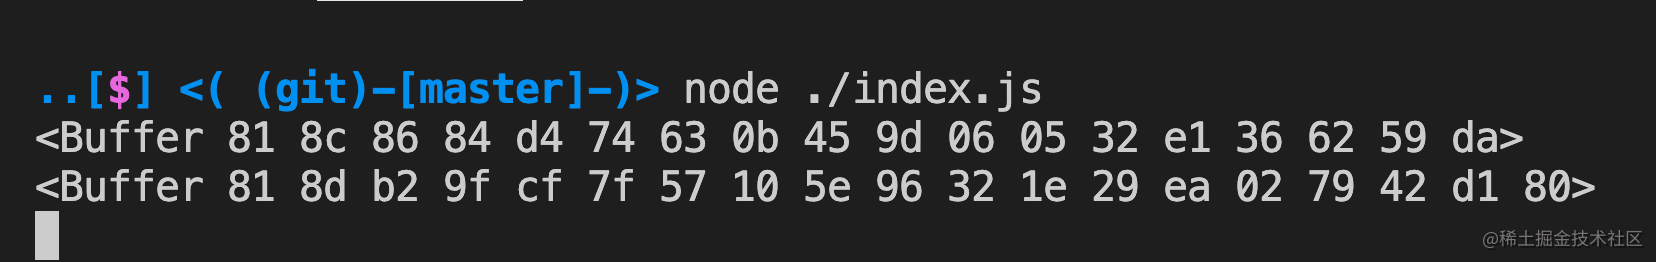 ..[$] <( (git)-[master]-)> node ./index.js
<Buffer 81 8c 86 84 d4 74 63 0b 45 9d 06 05 32 e1 36 62 59 da>
<Buffer 81 8d b2 9f cf 7f 57 10 5e 96 32 1e 29 ea 02 79 42 d1 80>
@稀土掘金技术社区